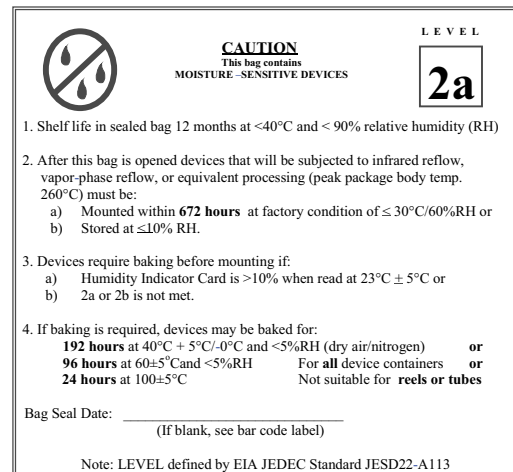 LEVEL
CAUTION
This bag contains
MOISTURE –SENSITIVE DEVICES
2a
1. Shelf life in sealed bag 12 months at <40°C and < 90% relative humidity (RH)
2. After this bag is opened devices that will be subjected to infrared reflow,
vapor-phase reflow, or equivalent processing (peak package body temp.
260°C) must be:
a) Mounted within 672 hours at factory condition of ≤ 30°C/60%RH or
b) Stored at ≤10% RH.
3. Devices require baking before mounting if:
a) Humidity Indicator Card is >10% when read at 23°C ± 5°C or
b) 2a or 2b is not met.
4. If baking is required, devices may be baked for:
192 hours at 40°C + 5°C/-0°C and <5%RH (dry air/nitrogen) or
96 hours at 60±5°Cand <5%RH For all device containers or
24 hours at 100±5°C Not suitable for reels or tubes
Bag Seal Date: ______________________________
(If blank, see bar code label)
Note: LEVEL defined by EIA JEDEC Standard JESD22-A113